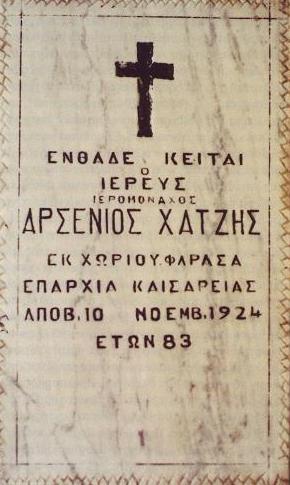 ΕΝΘΑΔΕ ΚΕΙΤΑΙ
Ο
ΙΕΡΕΥΣ
ΙΕΡΟΜΟΝΑΧΟΣ
ΑΡΣΕΝΙΟΣ ΧΑΤΖΗΣ
ΕΚ ΧΩΡΙΟΥ.ΦΑΡΑΣΑ
ΕΠΑΡΧΙΑ ΚΑΙΣΑΡΕΙΑΣ
ΑΠΟΒ.10 ΝΟΕΜΒ.1924
ΕΤΩΝ 83